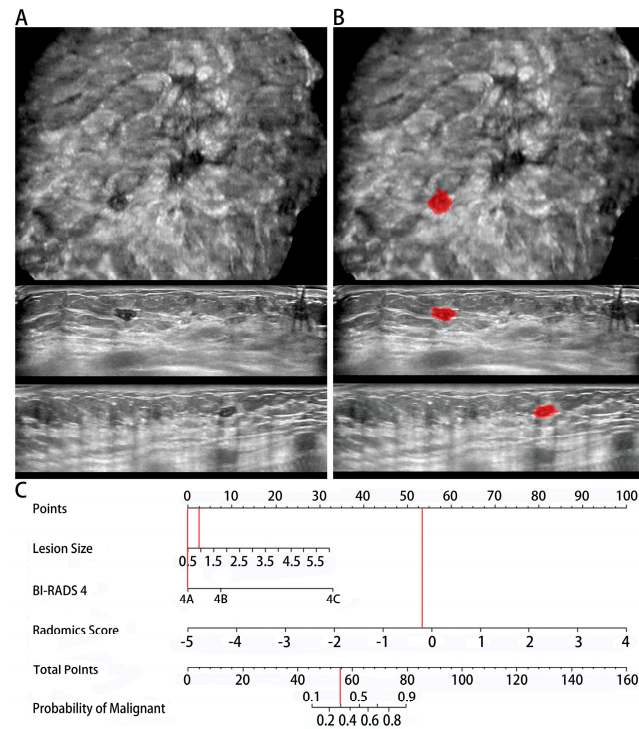 A B
C
Points 0 10 20 30 40 50 60 70 80 90 100
Lesion Size 0.5 1.5 2.5 3.5 4.5 5.5
BI-RADS 4 4A 4B 4C
Radomics Score -5 -4 -3 -2 -1 0 1 2 3 4
Total Points 0 20 40 60 80 100 120 140 160
0.1 0.5 0.9
Probability of Malignant
0.2 0.4 0.6 0.8